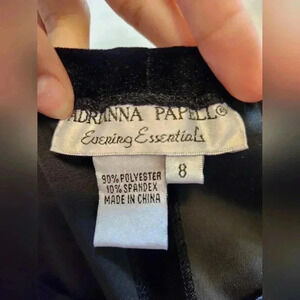 ADRIANNA PAPELL®
Evening Essentials
8
90% POLYESTER
10% SPANDEX
MADE IN CHINA